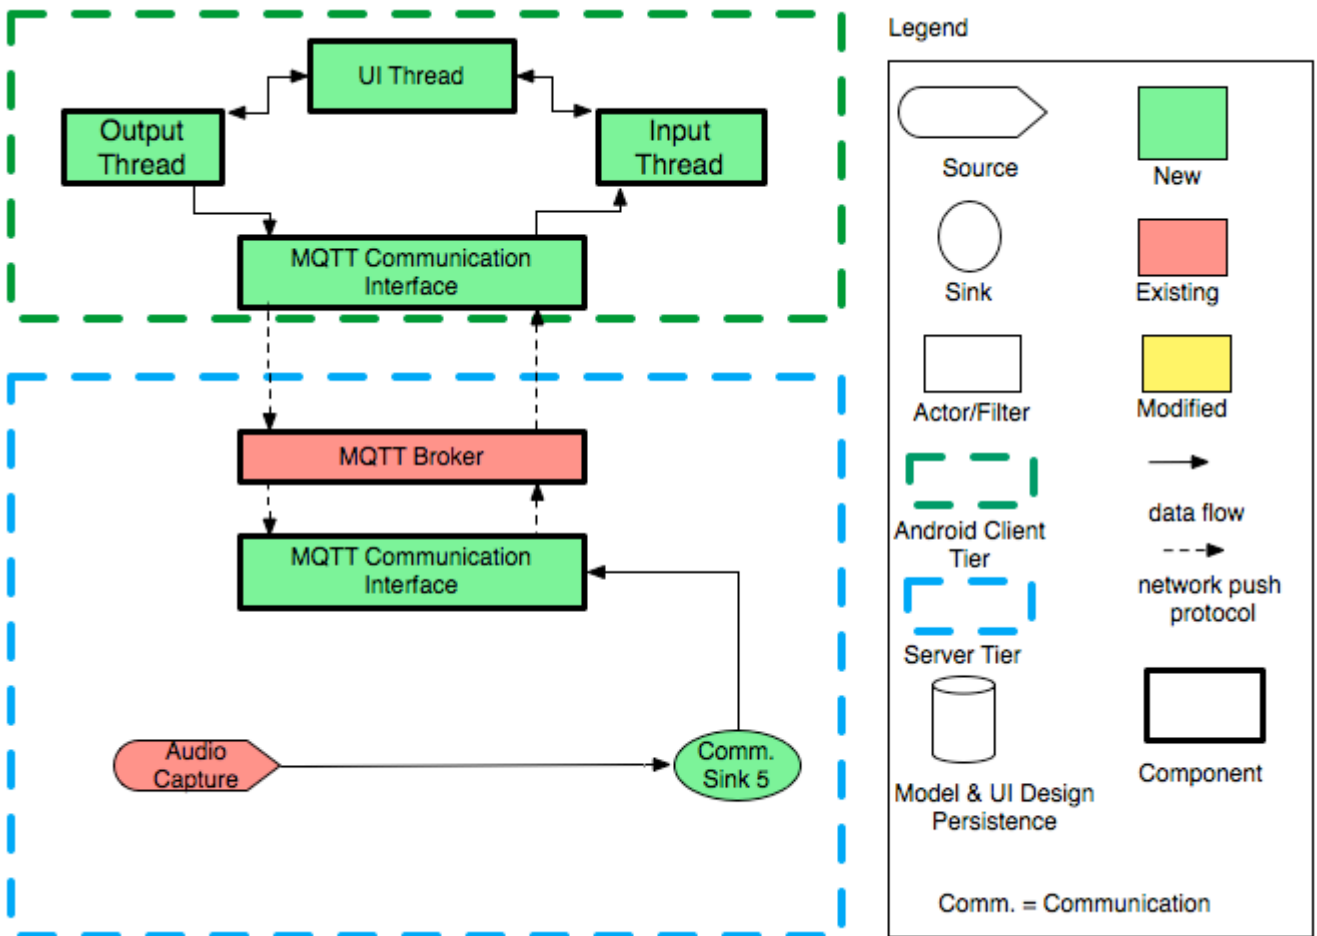 UI Thread
Output
Thread
Input
Thread
MQTT Communication
Interface
MQTT Broker
MQTT Communication
Interface
Audio
Capture
Comm.
Sink 5
Legend
Source
New
Sink
Existing
Actor/Filter
Modified
data flow
Android Client
Tier
network push
protocol
Server Tier
Component
Model & UI Design
Persistence
Comm. = Communication